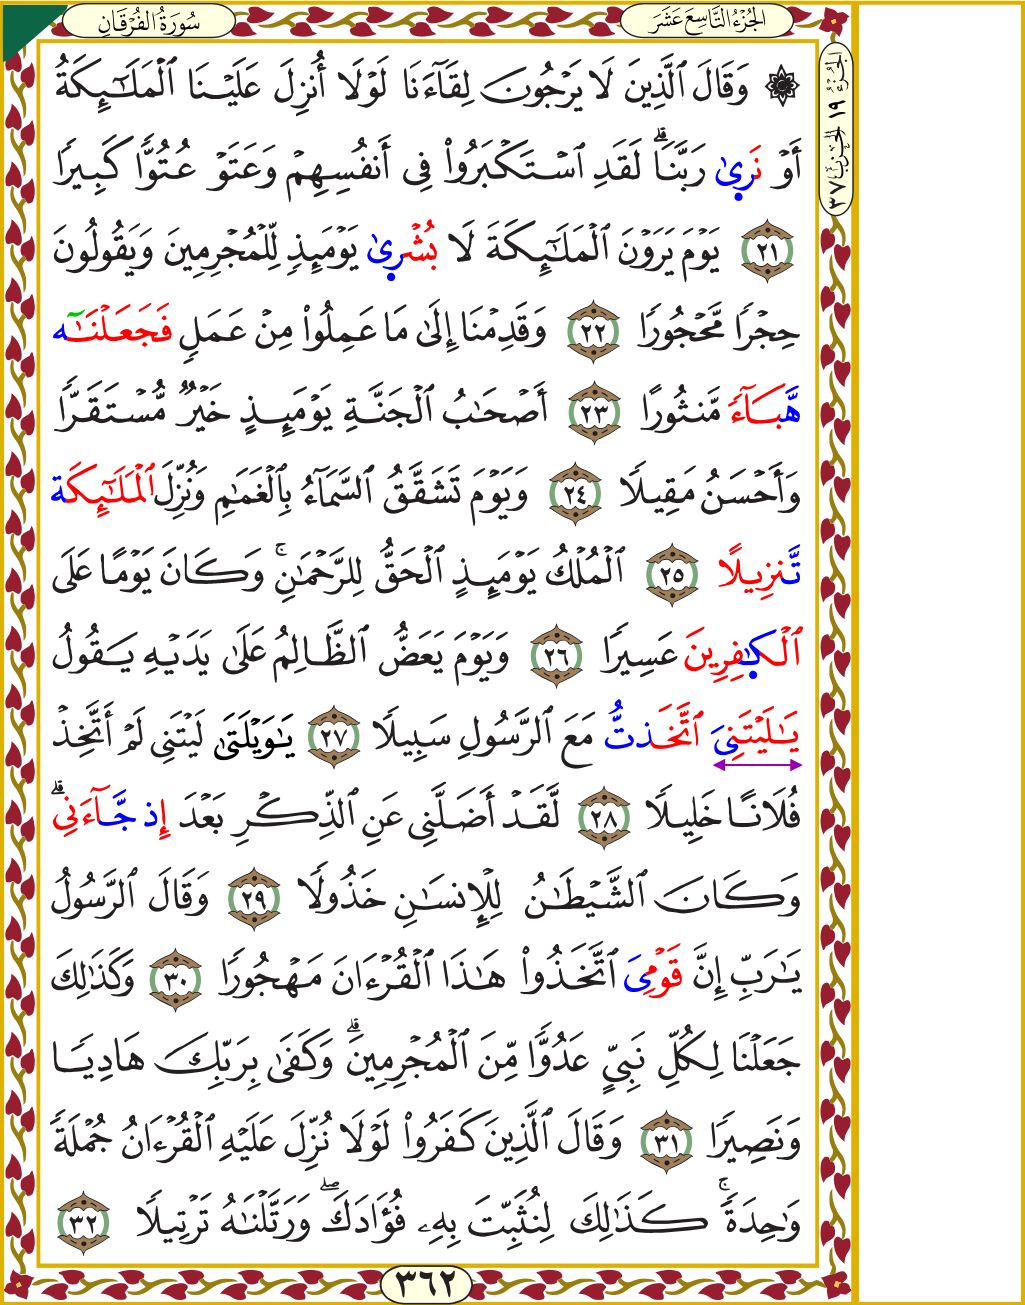 سُورَةُ الفُرْقَانِ
الجُزْءُ التَّاسِعَ عَشَرَ
الجزء ١٩ الحزب ٣٧
۞ وَقَالَ ٱلَّذِينَ لَا يَرْجُونَ لِقَآءَنَا لَوْلَآ أُنزِلَ عَلَيْنَا ٱلْمَلَٰٓئِكَةُ
أَوْ نَرٜىٰ رَبَّنَاۗ لَقَدِ ٱسْتَكْبَرُوا۟ فِىٓ أَنفُسِهِمْ وَعَتَوْ عُتُوًّا كَبِيرًا
٢١ يَوْمَ يَرَوْنَ ٱلْمَلَٰٓئِكَةَ لَا بُشْرٜىٰ يَوْمَئِذٍ لِّلْمُجْرِمِينَ وَيَقُولُونَ
حِجْرًا مَّحْجُورًا ٢٢ وَقَدِمْنَآ إِلَىٰ مَا عَمِلُوا۟ مِنْ عَمَلٍ فَجَعَلْنَٰه
هَّبَآءً مَّنثُورًا ٢٣ أَصْحَٰبُ ٱلْجَنَّةِ يَوْمَئِذٍ خَيْرٌ مُّسْتَقَرًّا
وَأَحْسَنُ مَقِيلًا ٢٤ وَيَوْمَ تَشَقَّقُ ٱلسَّمَآءُ بِٱلْغَمَٰمِ وَنُزِّلَ ٱلْمَلَٰٓئِكَة
تَّنزِيلًا ٢٥ ٱلْمُلْكُ يَوْمَئِذٍ ٱلْحَقُّ لِلرَّحْمَٰنِۚ وَكَانَ يَوْمًا عَلَى
ٱلْكَٰفِرِينَ عَسِيرًا ٢٦ وَيَوْمَ يَعَضُّ ٱلظَّالِمُ عَلَىٰ يَدَيْهِ يَقُولُ
يَٰلَيْتَنِىَ ٱتَّخَذتُّ مَعَ ٱلرَّسُولِ سَبِيلًا ٢٧ يَٰوَيْلَتَىٰ لَيْتَنِى لَمْ أَتَّخِذْ
فُلَانًا خَلِيلًا ٢٨ لَّقَدْ أَضَلَّنِى عَنِ ٱلذِّكْرِ بَعْدَ إِذ جَّآءَنِىۗ
وَكَانَ ٱلشَّيْطَٰنُ لِلْإِنسَٰنِ خَذُولًا ٢٩ وَقَالَ ٱلرَّسُولُ
يَٰرَبِّ إِنَّ قَوْمِىَ ٱتَّخَذُوا۟ هَٰذَا ٱلْقُرْءَانَ مَهْجُورًا ٣٠ وَكَذَٰلِكَ
جَعَلْنَا لِكُلِّ نَبِىٍّ عَدُوًّا مِّنَ ٱلْمُجْرِمِينَۗ وَكَفَىٰ بِرَبِّكَ هَادِيًا
وَنَصِيرًا ٣١ وَقَالَ ٱلَّذِينَ كَفَرُوا۟ لَوْلَا نُزِّلَ عَلَيْهِ ٱلْقُرْءَانُ جُمْلَةً
وَٰحِدَةًۚ كَذَٰلِكَ لِنُثَبِّتَ بِهِۦ فُؤَادَكَۖ وَرَتَّلْنَٰهُ تَرْتِيلًا ٣٢
٣٦٢